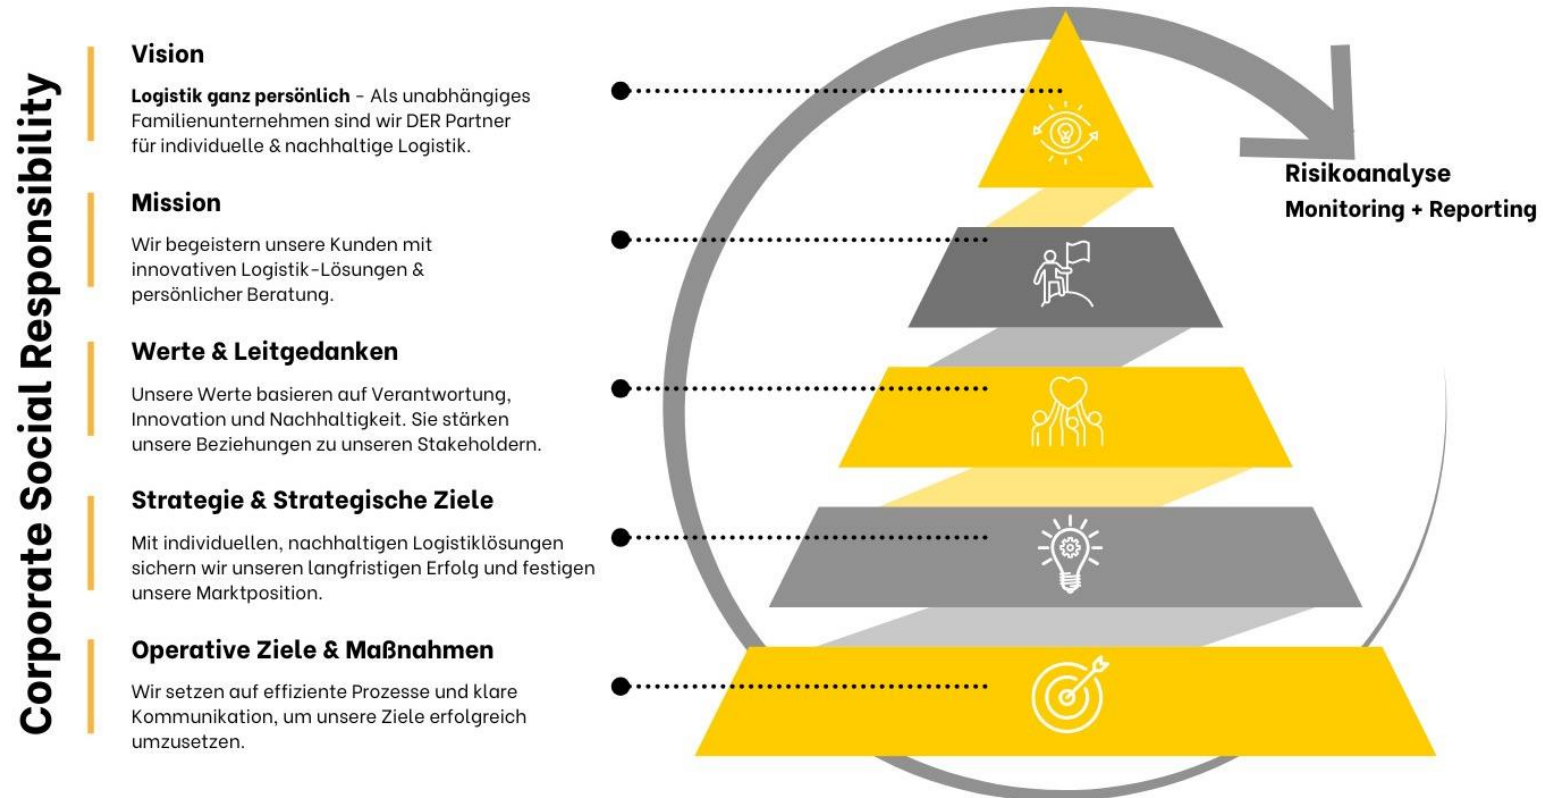 Corporate Social Responsibility
Vision
Logistik ganz persönlich - Als unabhängiges
Familienunternehmen sind wir DER Partner
für individuelle & nachhaltige Logistik.
Mission
Wir begeistern unsere Kunden mit
innovativen Logistik-Lösungen &
persönlicher Beratung.
Werte & Leitgedanken
Unsere Werte basieren auf Verantwortung,
Innovation und Nachhaltigkeit. Sie stärken
unsere Beziehungen zu unseren Stakeholdern.
Strategie & Strategische Ziele
Mit individuellen, nachhaltigen Logistiklösungen
sichern wir unseren langfristigen Erfolg und festigen
unsere Marktposition.
Operative Ziele & Maßnahmen
Wir setzen auf effiziente Prozesse und klare
Kommunikation, um unsere Ziele erfolgreich
umzusetzen.
Risikoanalyse
Monitoring + Reporting